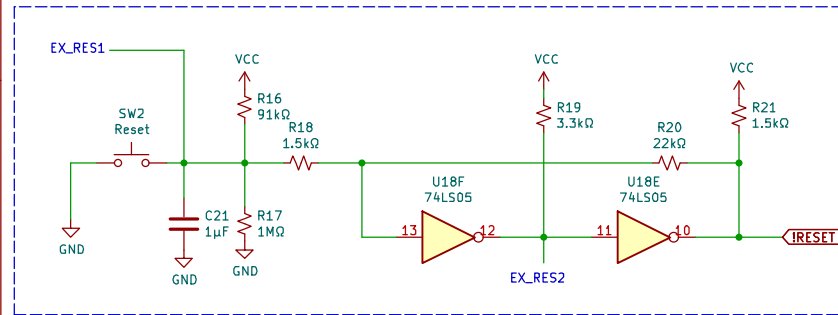 EX_RES1
SW2
Reset
GND
C21
1μF
GND
VCC
R16
91kΩ
R17
1MΩ
GND
R18
1.5kΩ
U18F
74LS05
13
12
VCC
R19
3.3kΩ
EX_RES2
R20
22kΩ
U18E
74LS05
11
10
VCC
R21
1.5kΩ
!RESET